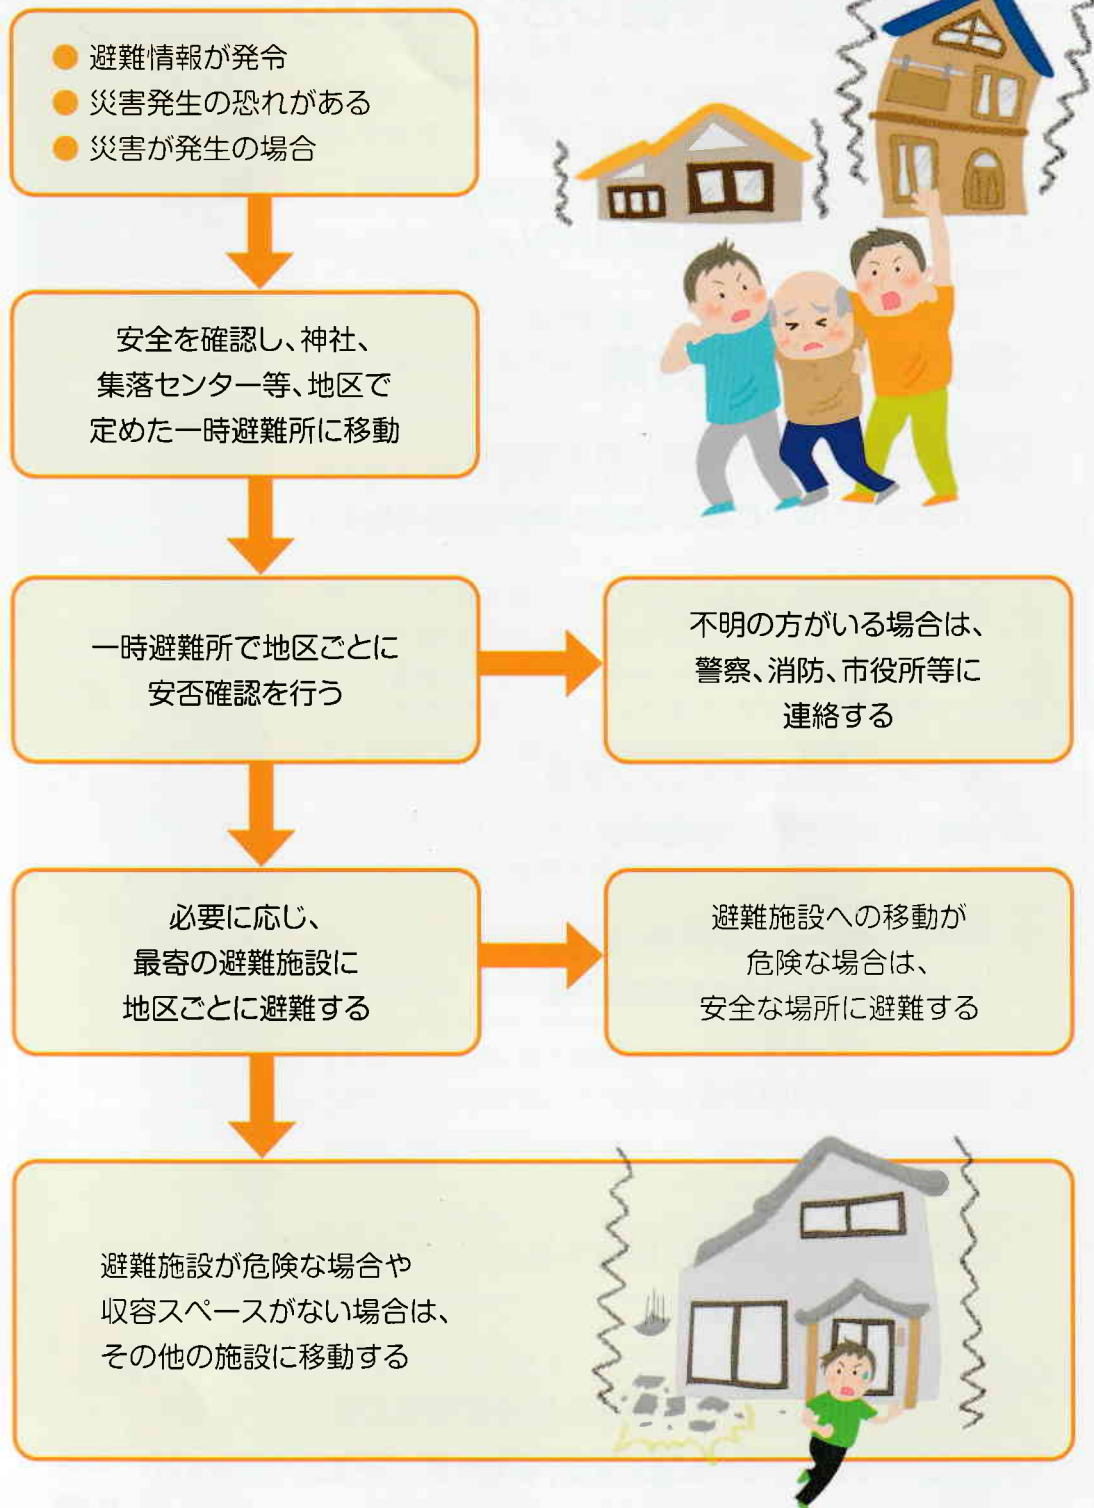 ● 避難情報が発令
● 災害発生の恐れがある
● 災害が発生の場合
安全を確認し、神社、
集落センター等、地区で
定めた一時避難所に移動
一時避難所で地区ごとに
安否確認を行う
不明の方がいる場合は、
警察、消防、市役所等に
連絡する
必要に応じ、
最寄の避難施設に
地区ごとに避難する
避難施設への移動が
危険な場合は、
安全な場所に避難する
避難施設が危険な場合や
収容スペースがない場合は、
その他の施設に移動する